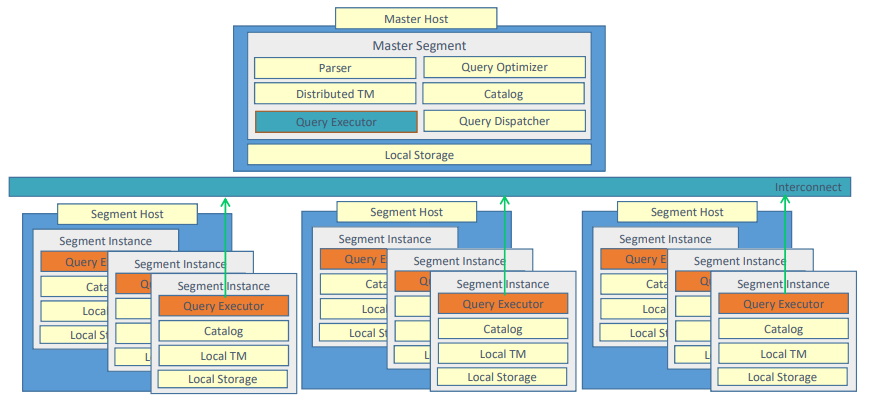 Master Host
Master Segment
Parser
Query Optimizer
Distributed TM
Catalog
Query Executor
Query Dispatcher
Local Storage
Interconnect
Segment Host
Segment Instance
Segment Instance
Segment Instance
Query Executor
Catalog
Local TM
Local Storage
Segment Host
Segment Instance
Segment Instance
Segment Instance
Query Executor
Catalog
Local TM
Local Storage
Segment Host
Segment Instance
Segment Instance
Segment Instance
Query Executor
Catalog
Local TM
Local Storage